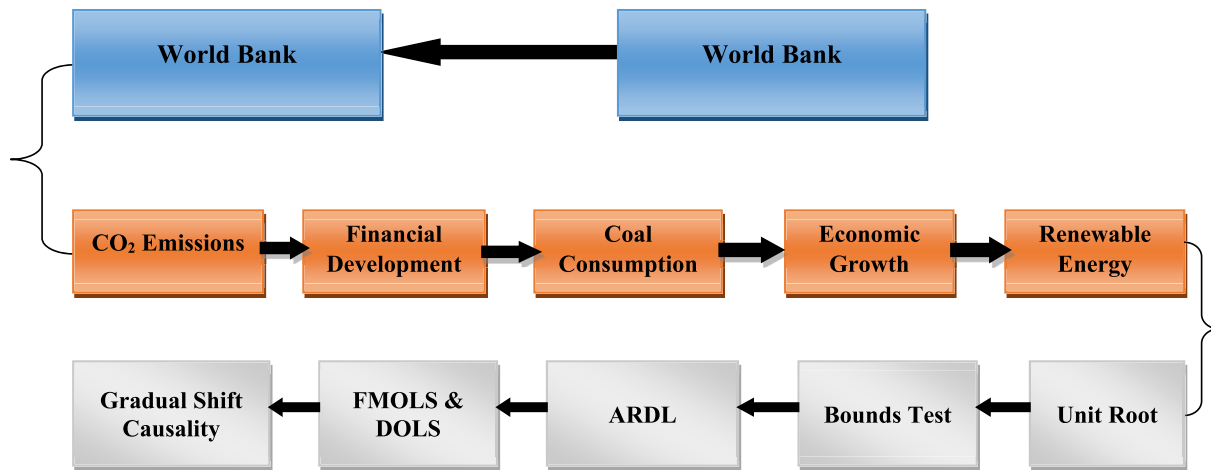 World Bank
World Bank
CO₂ Emissions
Financial
Development
Coal
Consumption
Economic
Growth
Renewable
Energy
Gradual Shift
Causality
FMOLS &
DOLS
ARDL
Bounds Test
Unit Root